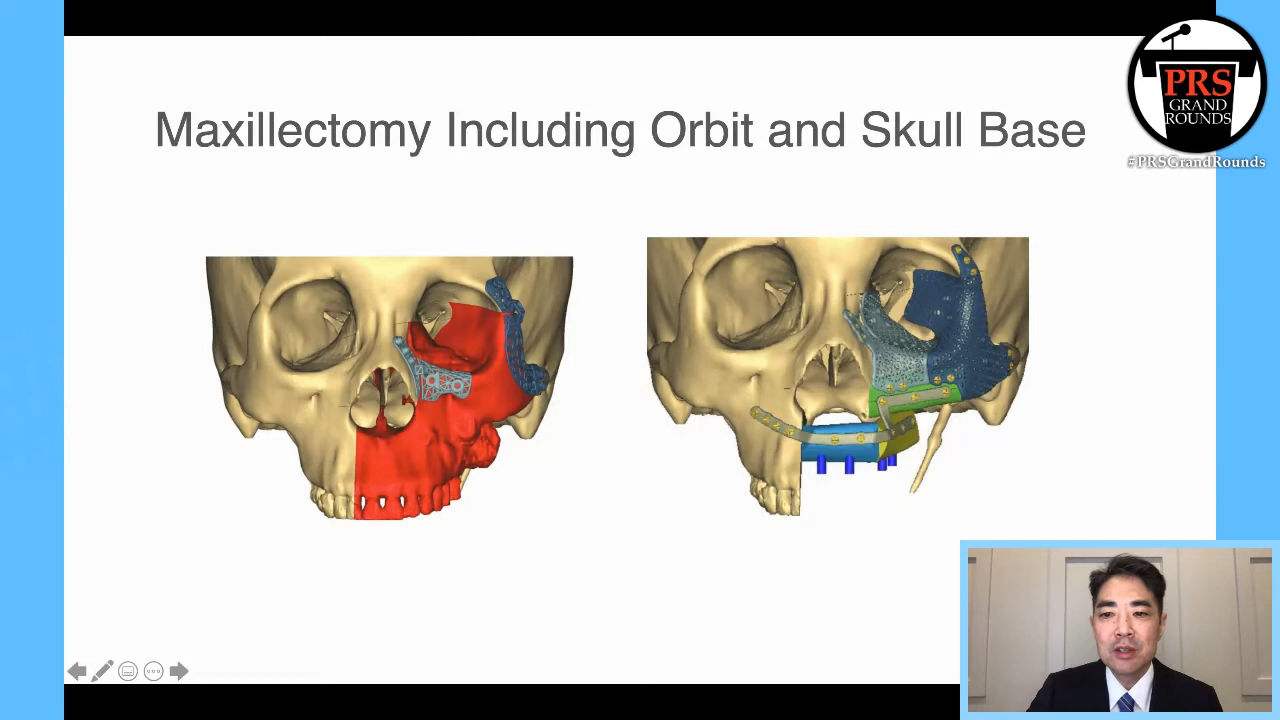 Maxillectomy Including Orbit and Skull Base
PRS
GRAND
ROUNDS
#PRSGrandRounds